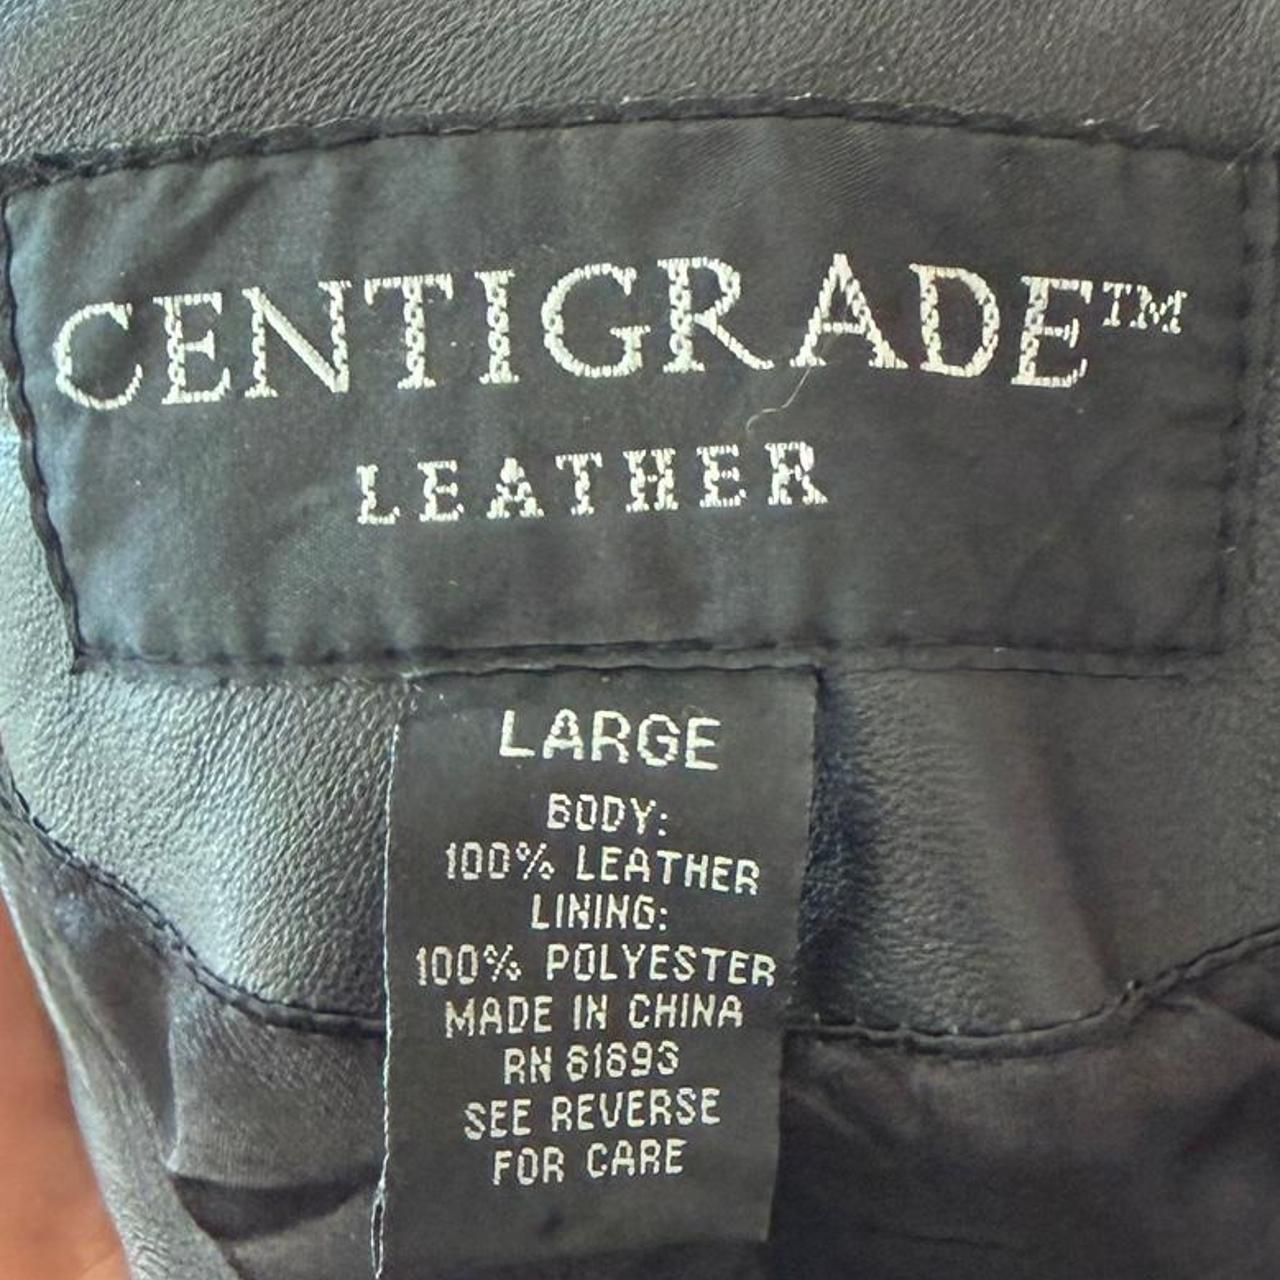 CENTIGRADE™
LEATHER
LARGE
BODY:
100% LEATHER
LINING:
100% POLYESTER
MADE IN CHINA
RN 61693
SEE REVERSE
FOR CARE